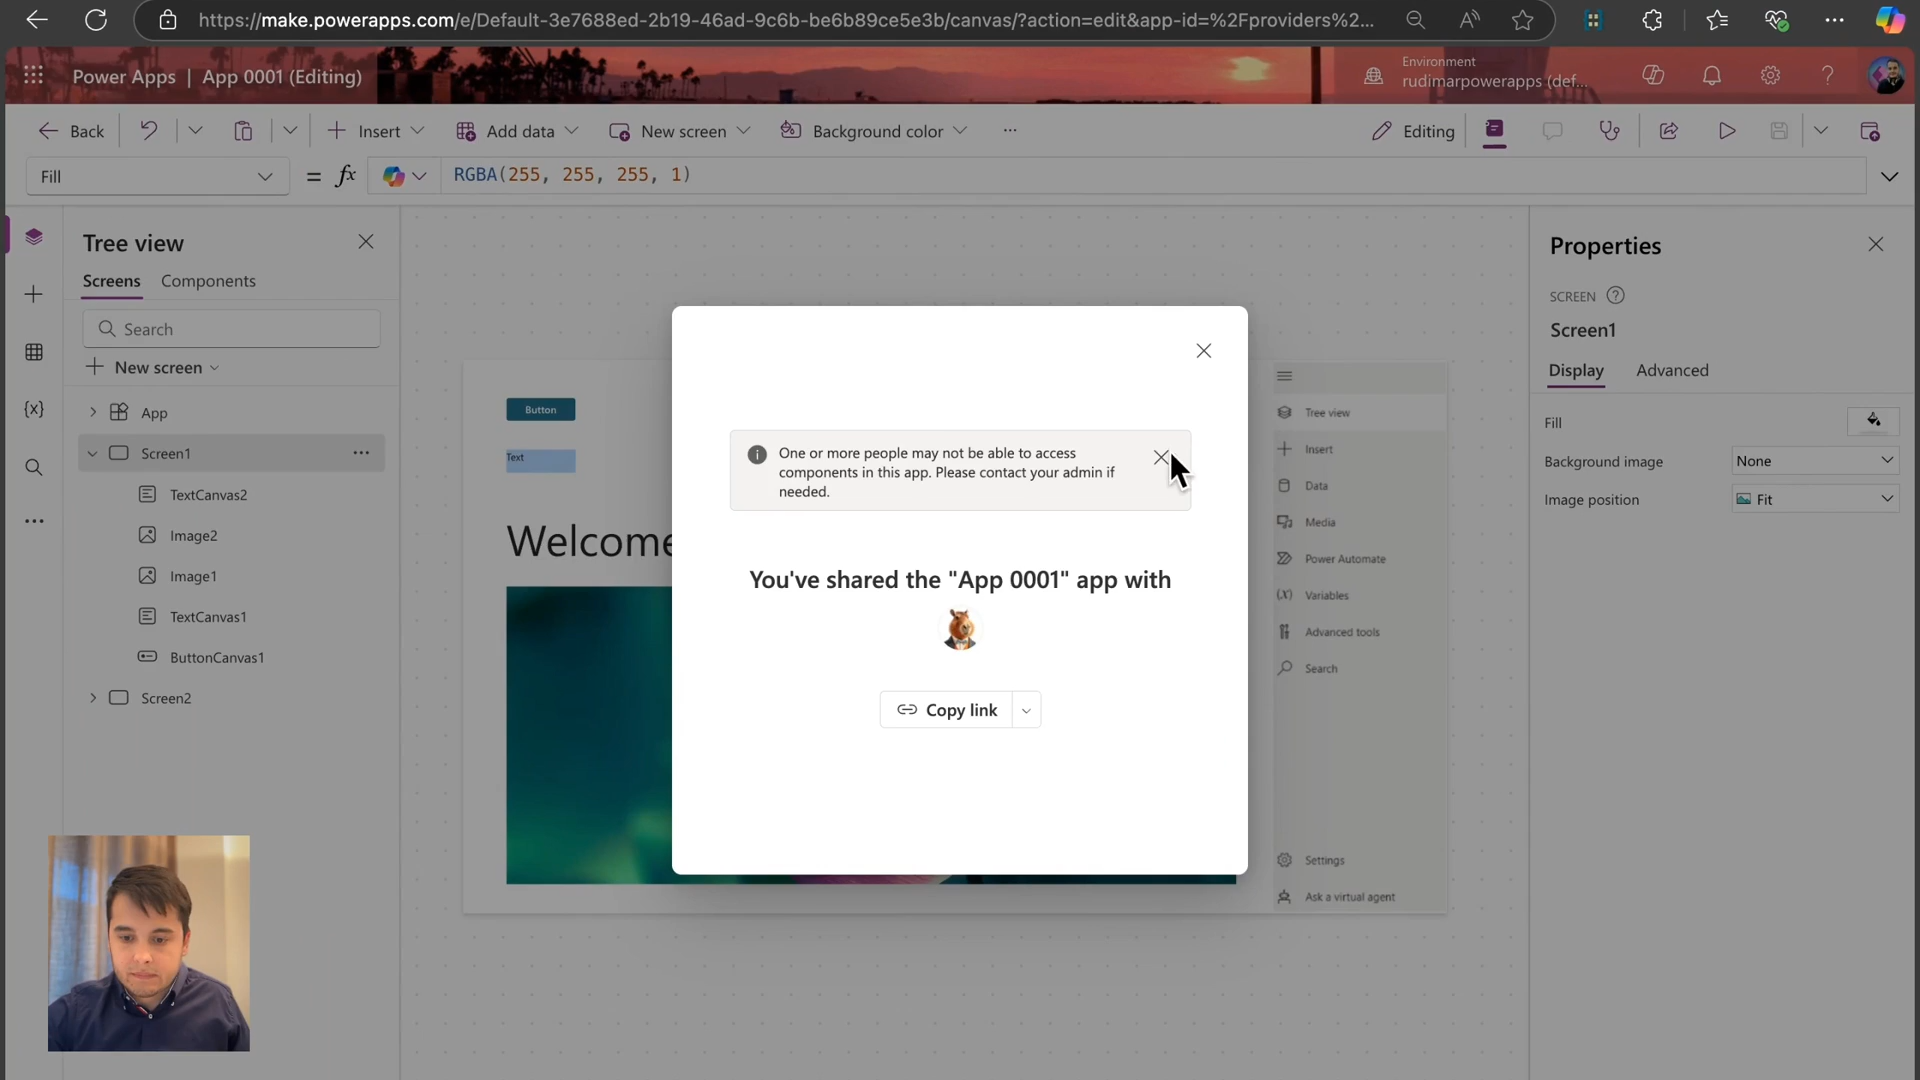 https://make.powerapps.com/e/Default-3e7688ed-2b19-46ad-9c6b-be6b89ce5e3b/canvas/?action=edit&app-id=%2Fproviders%2...
Power Apps | App 0001 (Editing)
Environment
rudimarpowerapps (def...
Back
Insert
Add data
New screen
Background color
Editing
Fill
= fx
RGBA(255, 255, 255, 1)
Tree view
Screens
Components
Search
New screen
App
Screen1
TextCanvas2
Image2
Image1
TextCanvas1
ButtonCanvas1
Screen2
Button
Text
Welcome
One or more people may not be able to access
components in this app. Please contact your admin if
needed.
You've shared the "App 0001" app with
Copy link
Tree view
Insert
Data
Media
Power Automate
Variables
Advanced tools
Search
Settings
Ask a virtual agent
Properties
SCREEN
Screen1
Display
Advanced
Fill
Background image
None
Image position
Fit